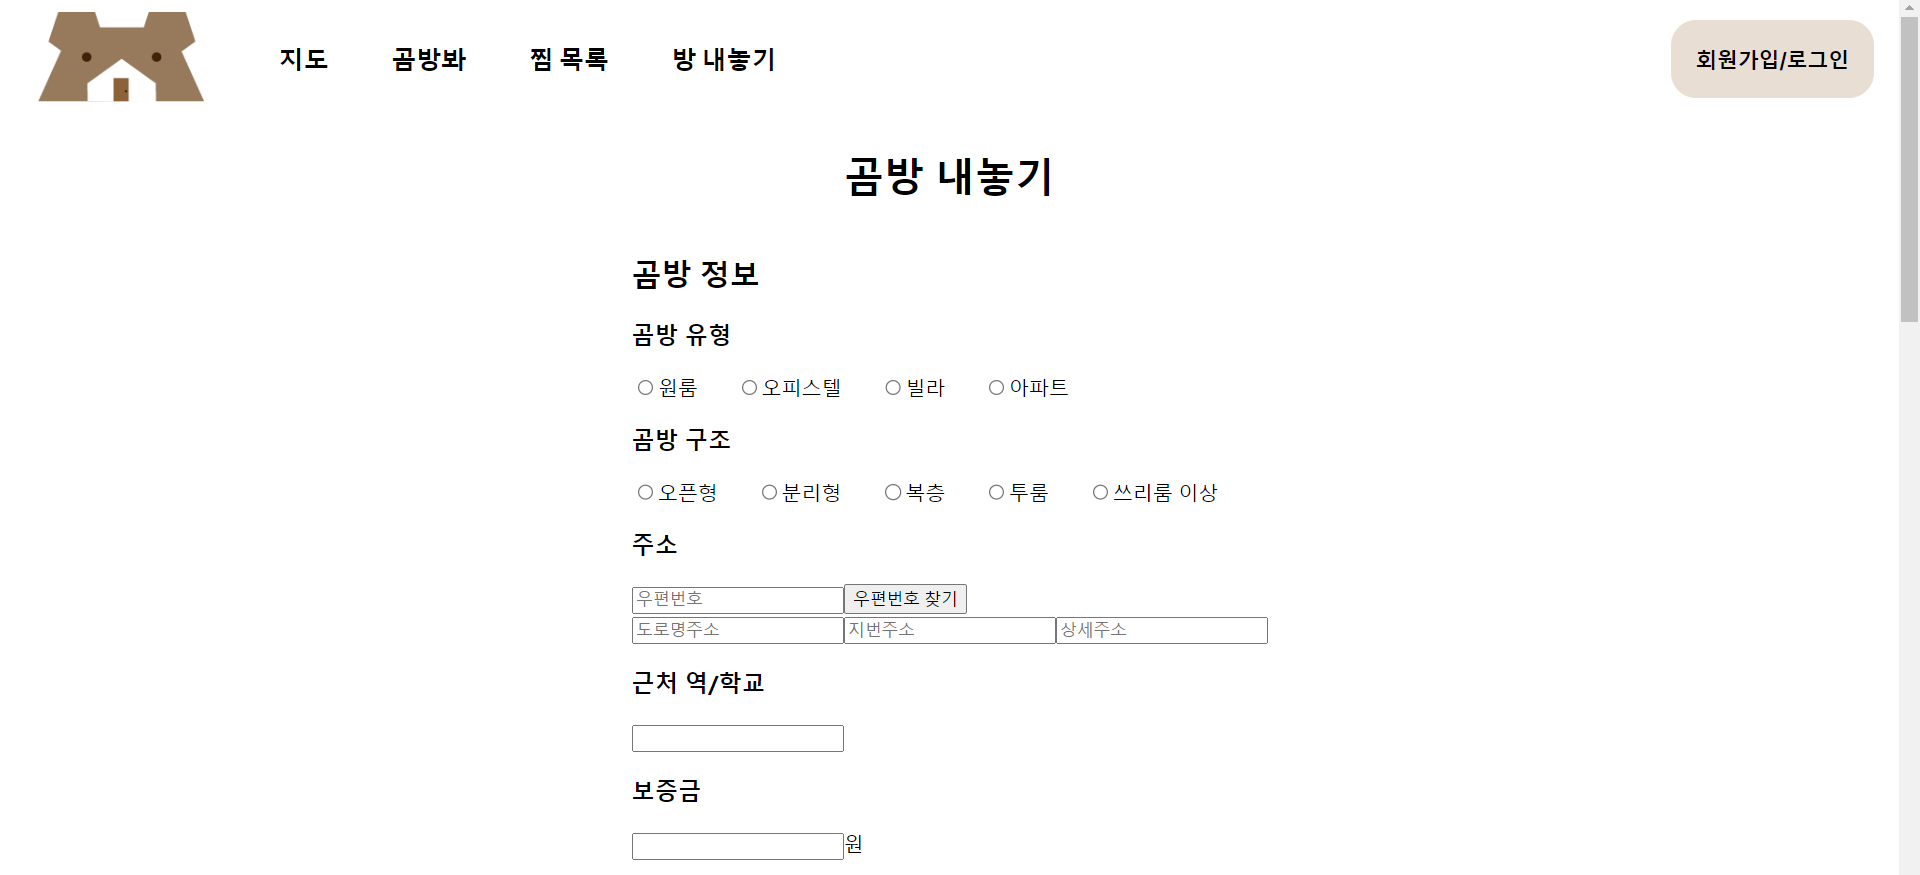 지도 곰방봐 찜 목록 방 내놓기 회원가입/로그인
곰방 내놓기
곰방 정보
곰방 유형
원룸 오피스텔 빌라 아파트
곰방 구조
오픈형 분리형 복층 투룸 쓰리룸 이상
주소
우편번호 우편번호 찾기
도로명주소 지번주소 상세주소
근처 역/학교
보증금
원